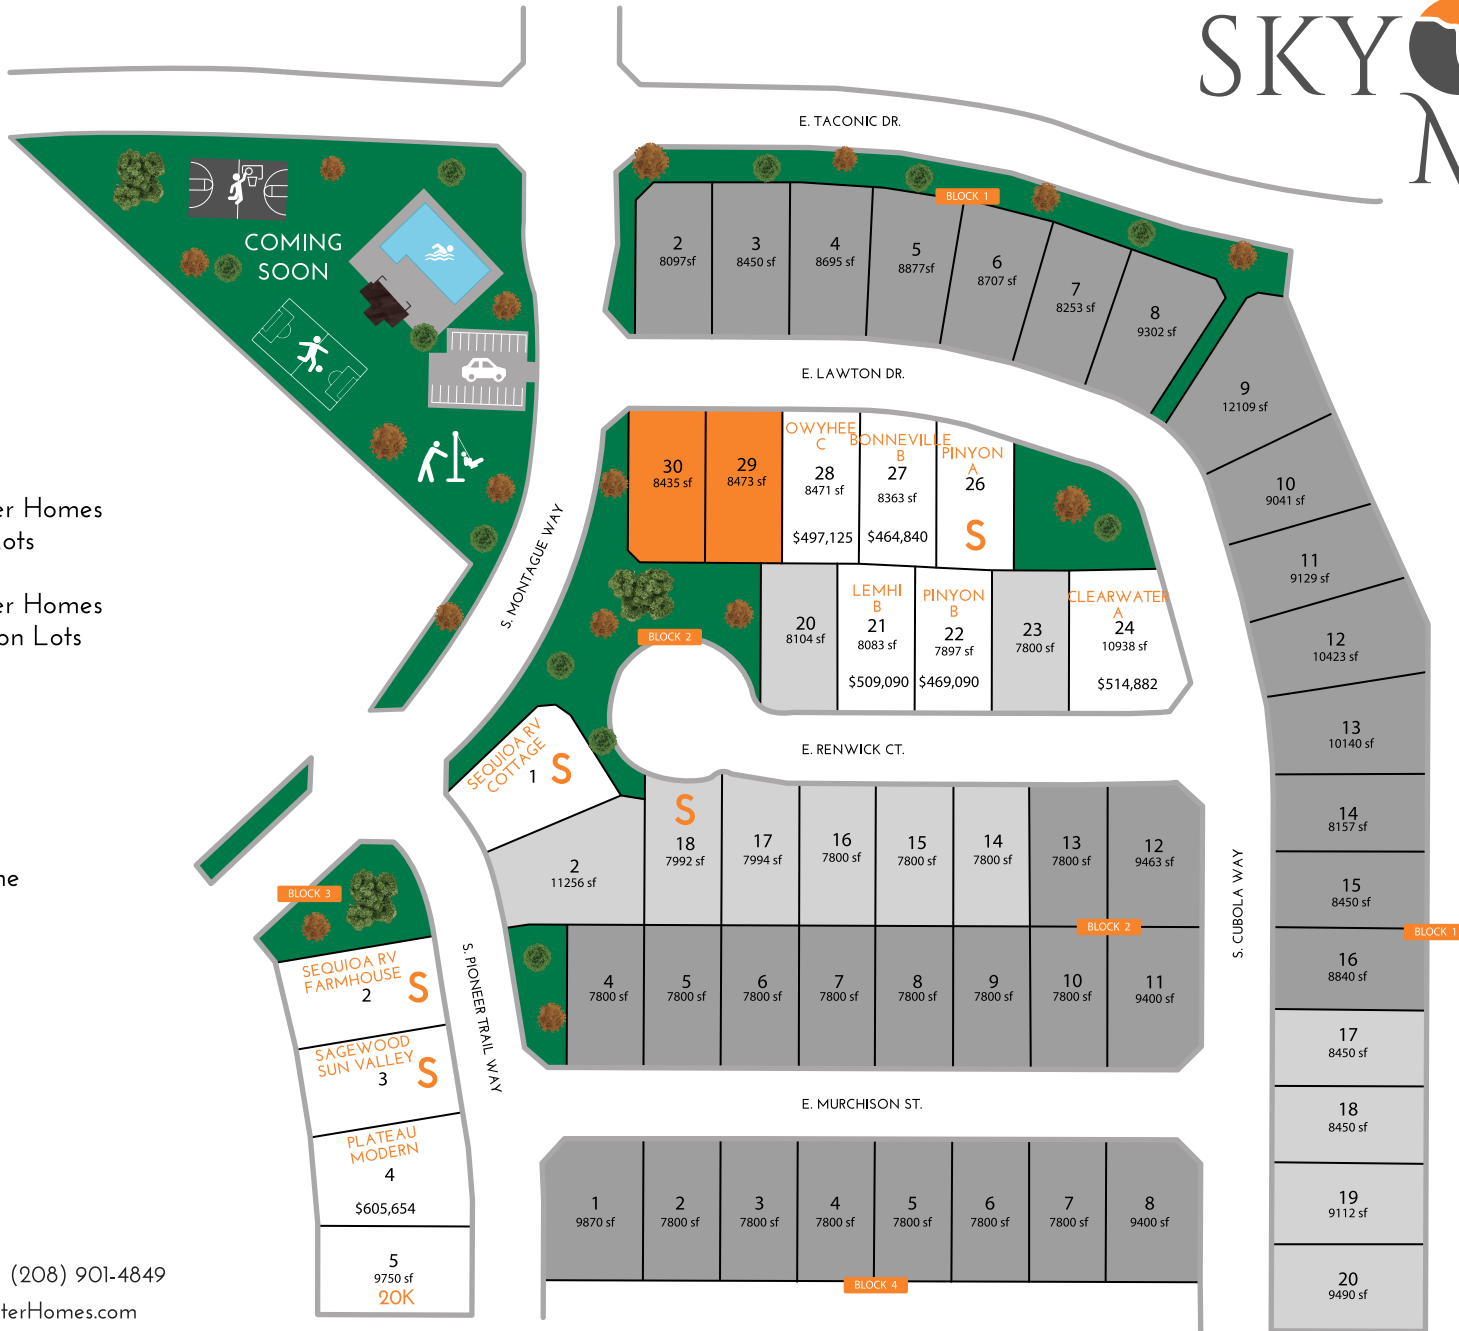 SKY
E. TACONIC DR.
BLOCK 1
COMING
SOON
2
8097sf
3
8450 sf
4
8695 sf
5
8877sf
6
8707 sf
7
8253 sf
8
9302 sf
E. LAWTON DR.
9
12109 sf
10
9041 sf
11
9129 sf
12
10423 sf
13
10140 sf
14
8157 sf
15
8450 sf
BLOCK 1
16
8840 sf
17
8450 sf
18
8450 sf
19
9112 sf
20
9490 sf
30
8435 sf
29
8473 sf
OWYHEE
C
28
8471 sf
$497,125
BONNEVILLE
B
27
8363 sf
$464,840
PINYON
A
26
S
er Homes
ots
er Homes
on Lots
S. MONTAGUE WAY
BLOCK 2
20
8104 sf
LEMHI
B
21
8083 sf
$509,090
PINYON
B
22
7897 sf
$469,090
23
7800 sf
CLEARWATER
A
24
10938 sf
$514,882
E. RENWICK CT.
SEQUIOA RV
COTTAGE
1
S
2
11256 sf
S
18
7992 sf
17
7994 sf
16
7800 sf
15
7800 sf
14
7800 sf
13
7800 sf
12
9463 sf
BLOCK 2
S. CUBOLA WAY
4
7800 sf
5
7800 sf
6
7800 sf
7
7800 sf
8
7800 sf
9
7800 sf
10
7800 sf
11
9400 sf
ne
BLOCK 3
S. PIONEER TRAIL WAY
SEQUIOA RV
FARMHOUSE
2
S
SAGEWOOD
SUN VALLEY
3
S
PLATEAU
MODERN
4
$605,654
5
9750 sf
20K
E. MURCHISON ST.
1
9870 sf
2
7800 sf
3
7800 sf
4
7800 sf
5
7800 sf
6
7800 sf
7
7800 sf
8
9400 sf
BLOCK 4
(208) 901-4849
terHomes.com